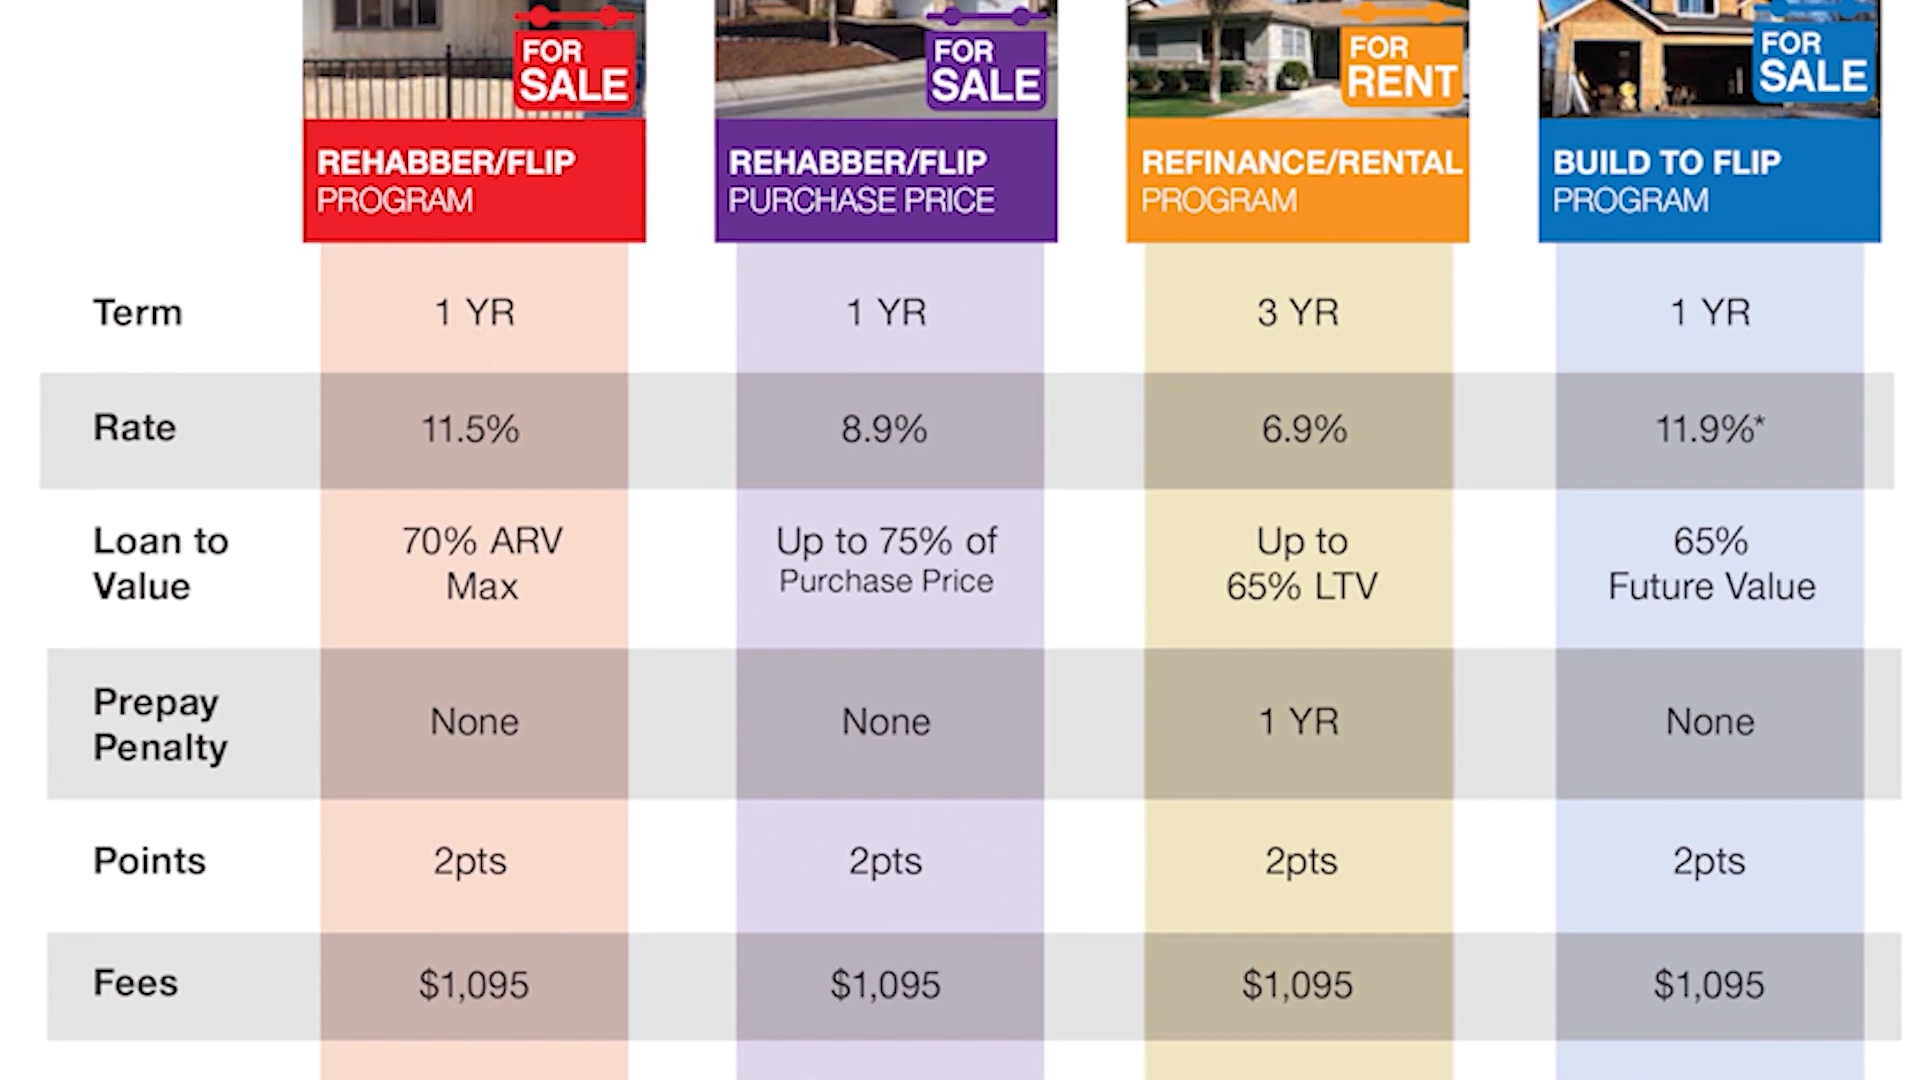 FOR
SALE
FOR
SALE
FOR
RENT
FOR
SALE
REHABBER/FLIP
PROGRAM
REHABBER/FLIP
PURCHASE PRICE
REFINANCE/RENTAL
PROGRAM
BUILD TO FLIP
PROGRAM
Term
1 YR
1 YR
3 YR
1 YR
Rate
11.5%
8.9%
6.9%
11.9%*
Loan to
Value
70% ARV
Max
Up to 75% of
Purchase Price
Up to
65% LTV
65%
Future Value
Prepay
Penalty
None
None
1 YR
None
Points
2pts
2pts
2pts
2pts
Fees
$1,095
$1,095
$1,095
$1,095